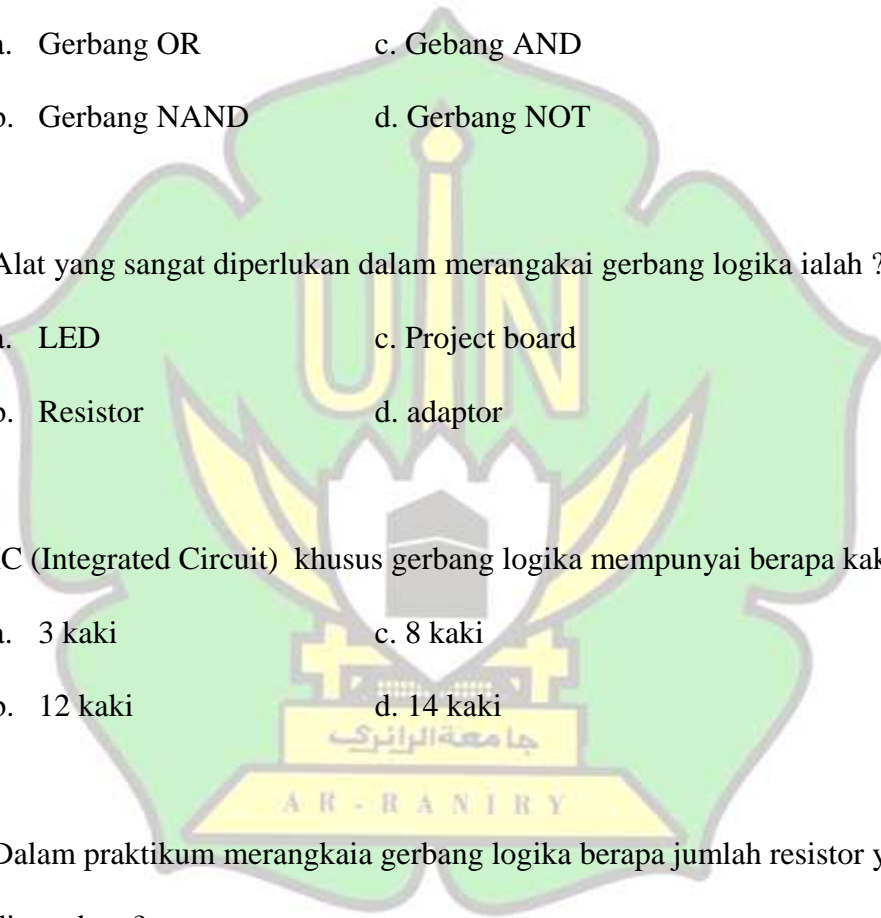 a. Gerbang OR c. Gebang AND
b. Gerbang NAND d. Gerbang NOT
Alat yang sangat diperlukan dalam merangakai gerbang logika ialah ?
a. LED c. Project board
b. Resistor d. adaptor
UIN
IC (Integrated Circuit) khusus gerbang logika mempunyai berapa
a. 3 kaki c. 8 kaki
b. 12 kaki d. 14 kaki
جامعة الرانري
AR-RANIRY
Dalam praktikum merangkaia gerbang logika berapa jumlah resistor